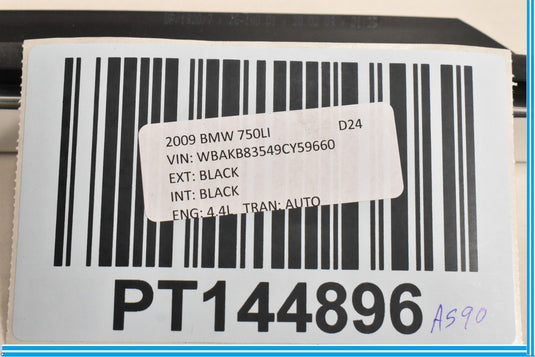 2009 BMW 750LI D24
VIN: WBAKB83549CY59660
EXT: BLACK
INT: BLACK
ENG: 4.4L TRAN: AUTO
PT144896 A590